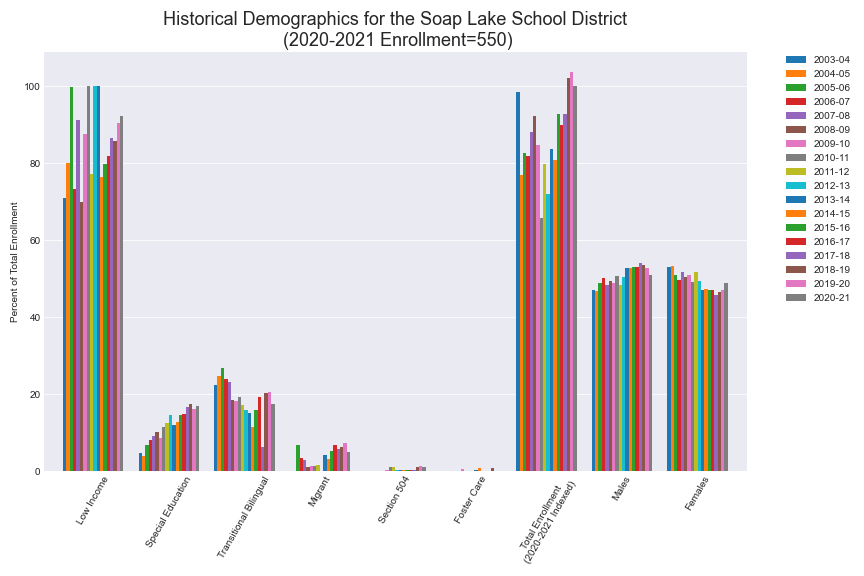 Historical Demographics for the Soap Lake School District
(2020-2021 Enrollment=550)
Percent of Total Enrollment
100
80
60
40
20
0
Low Income
Special Education
Transitional Bilingual
Migrant
Section 504
Foster Care
Total Enrollment
(2020-2021 Indexed)
Males
Females
2003-04
2004-05
2005-06
2006-07
2007-08
2008-09
2009-10
2010-11
2011-12
2012-13
2013-14
2014-15
2015-16
2016-17
2017-18
2018-19
2019-20
2020-21